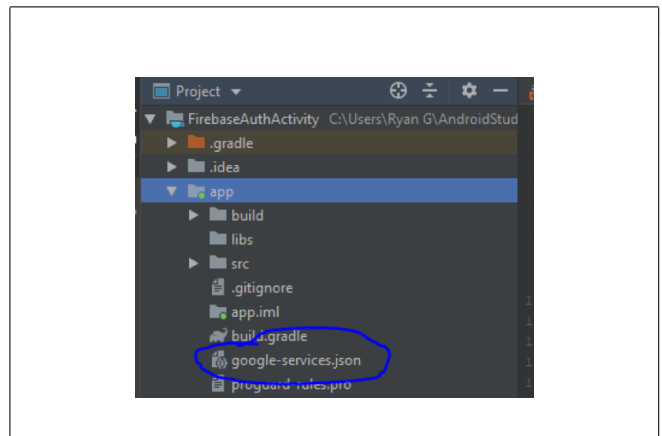 Project
FirebaseAuthActivity C:\Users\Ryan G\AndroidStud
.gradle
.idea
app
build
libs
src
.gitignore
app.iml
build.gradle
google-services.json
proguard-rules.pro